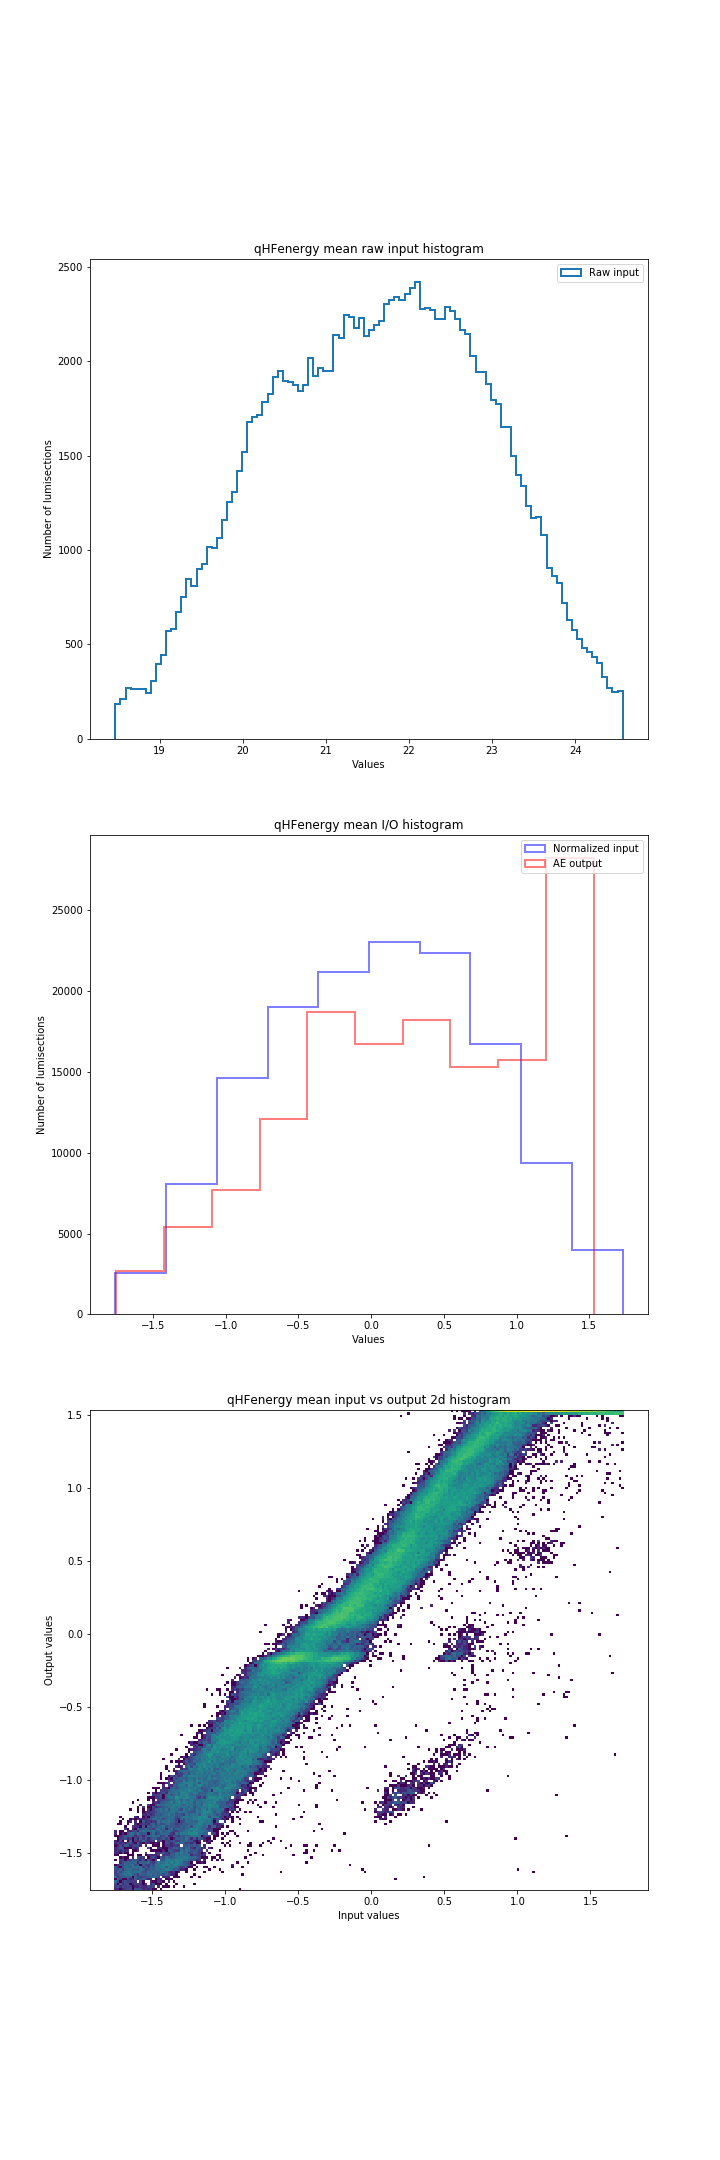 qHFenergy mean raw input histogram
2500
Raw input
2000
1500
Number of lumisections
1000
500
0
19 20 21 22 23 24
Values
qHFenergy mean I/O histogram
Normalized input
AE output
25000
20000
15000
Number of lumisections
10000
5000
0
−1.5 −1.0 −0.5 0.0 0.5 1.0 1.5
Values
qHFenergy mean input vs output 2d histogram
1.5
1.0
0.5
0.0
Output values
−0.5
−1.0
−1.5
−1.5 −1.0 −0.5 0.0 0.5 1.0 1.5
Input values